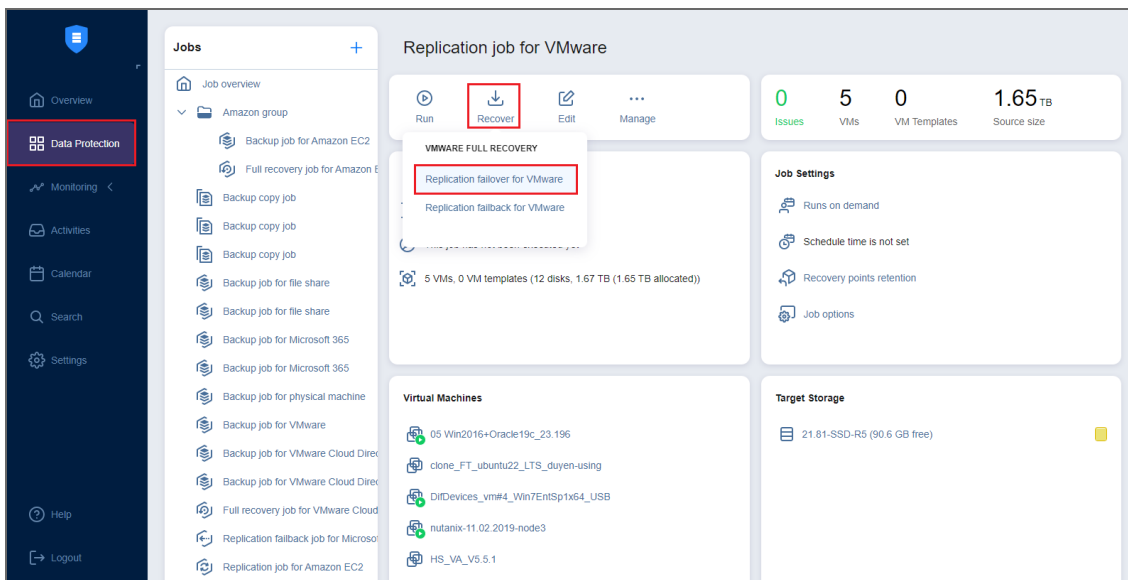 Overview
Data Protection
Monitoring
Activities
Calendar
Search
Settings
Help
Logout
Jobs
Job overview
Amazon group
Backup job for Amazon EC2
Full recovery job for Amazon E
Backup copy job
Backup copy job
Backup copy job
Backup job for file share
Backup job for file share
Backup job for Microsoft 365
Backup job for Microsoft 365
Backup job for physical machine
Backup job for VMware
Backup job for VMware Cloud Direc
Backup job for VMware Cloud Direc
Full recovery job for VMware Cloud
Replication failback job for Microsof
Replication job for Amazon EC2
Replication job for VMware
Run Recover Edit Manage
VMWARE FULL RECOVERY
Replication failover for VMware
Replication failback for VMware
5 VMs, 0 VM templates (12 disks, 1.67 TB (1.65 TB allocated))
0 5 0 1.65 TB
Issues VMs VM Templates Source size
Job Settings
Runs on demand
Schedule time is not set
Recovery points retention
Job options
Virtual Machines
05 Win2016+Oracle19c_23.196
clone_FT_ubuntu22_LTS_duyen-using
DifDevices_vm#4_Win7EntSp1x64_USB
nutanix-11.02.2019-node3
HS_VA_V5.5.1
Target Storage
21.81-SSD-R5 (90.6 GB free)